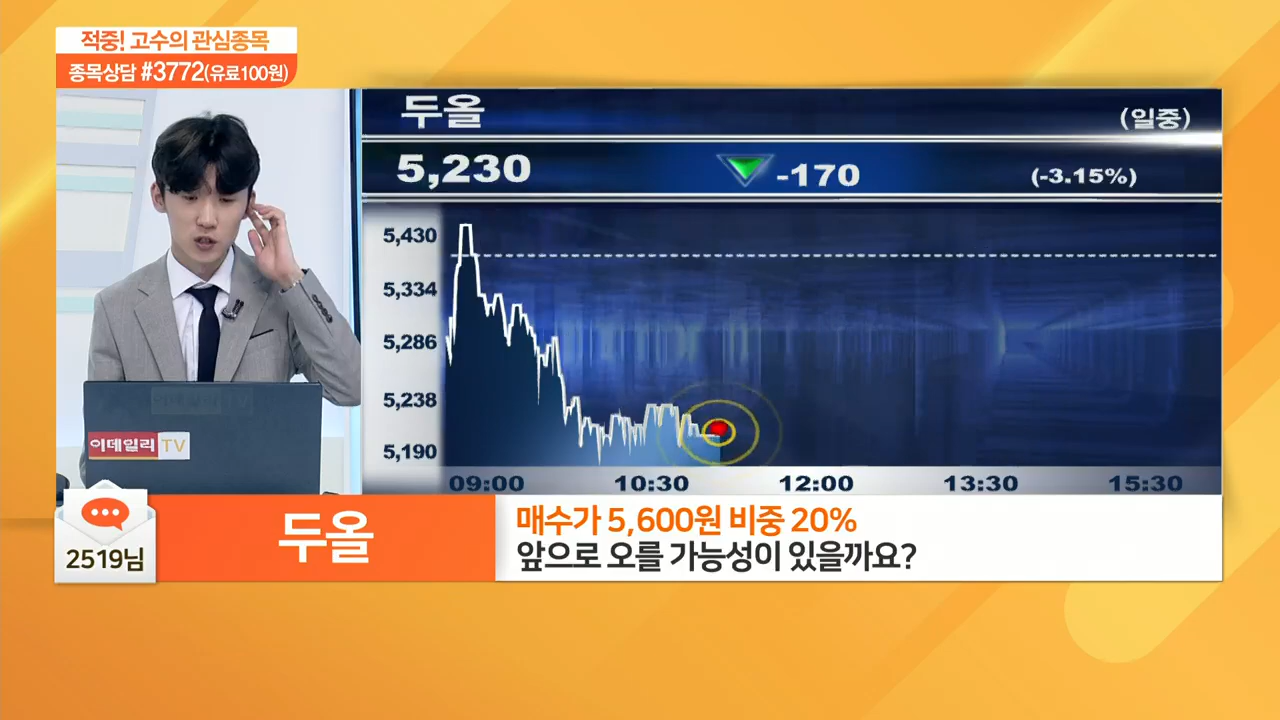 적중! 고수의 관심종목
종목상담 #3772(유료100원)
두올
(일중)
5,230
-170
(-3.15%)
5,430
5,334
5,286
5,238
5,190
09:00
10:30
12:00
13:30
15:30
이데일리TV
2519님
두올
매수가 5,600원 비중 20%
앞으로 오를 가능성이 있을까요?